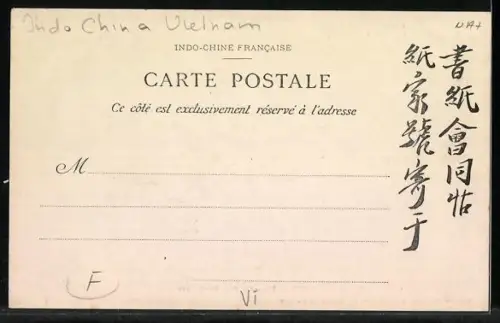 Indo China Vietnam
INDO-CHINE FRANÇAISE
CARTE POSTALE
Ce côté est exclusivement réservé à l'adresse
M
書紙會同帖
紙家號寄于
F
VI